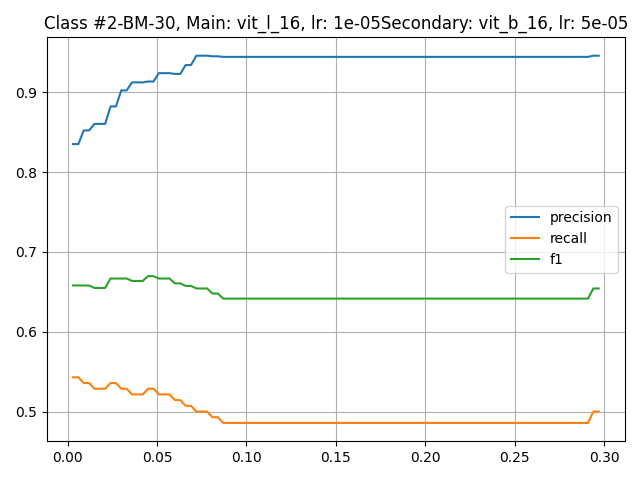 Class #2-BM-30, Main: vit_l_16, lr: 1e-05Secondary: vit_b_16, lr: 5e-05
0.9
0.8
0.7
0.6
0.5
precision
recall
f1
0.00 0.05 0.10 0.15 0.20 0.25 0.30